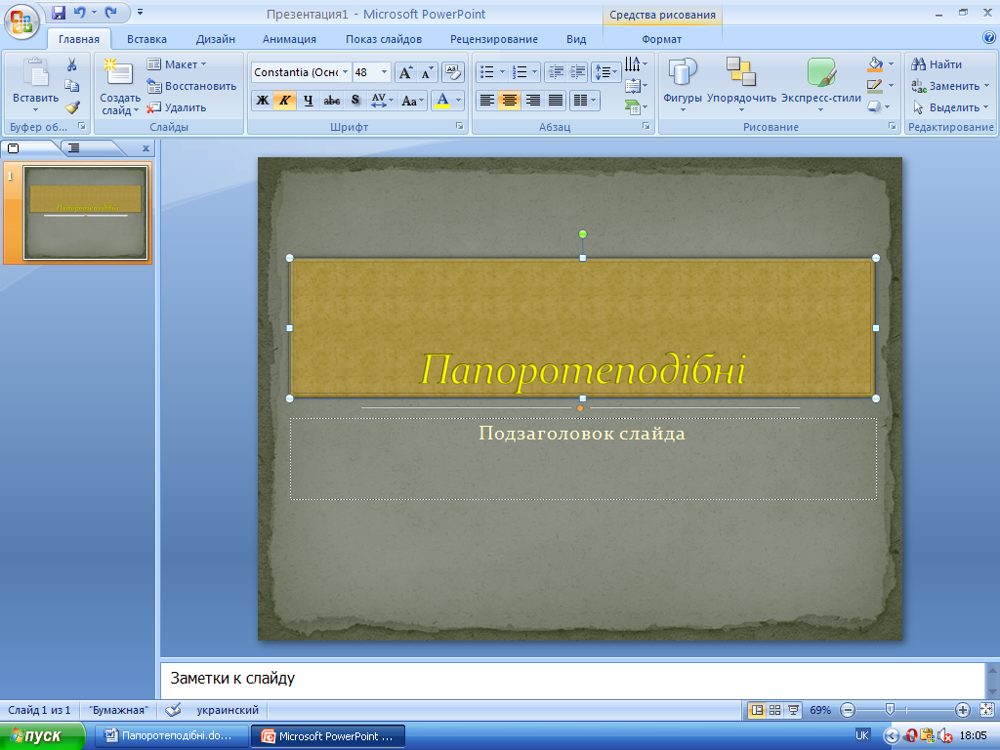 Презентация1 - Microsoft PowerPoint
Средства рисования
Главная Вставка Дизайн Анимация Показ слайдов Рецензирование Вид Формат
Вставить
Буфер об...
Создать слайд
Макет
Восстановить
Удалить
Слайды
Constantia (Оснс 48
Ж К Ч abc S AV Aa A
Шрифт
Абзац
Фигуры Упорядочить Экспресс-стили
Рисование
Найти
Заменить
Выделить
Редактирование
1
Папоротеподібні
Папоротеподібні
Подзаголовок слайда
Заметки к слайду
Слайд 1 из 1 "Бумажная" украинский 69%
пуск Папоротеподібні.do... Microsoft PowerPoint ... UK 18:05